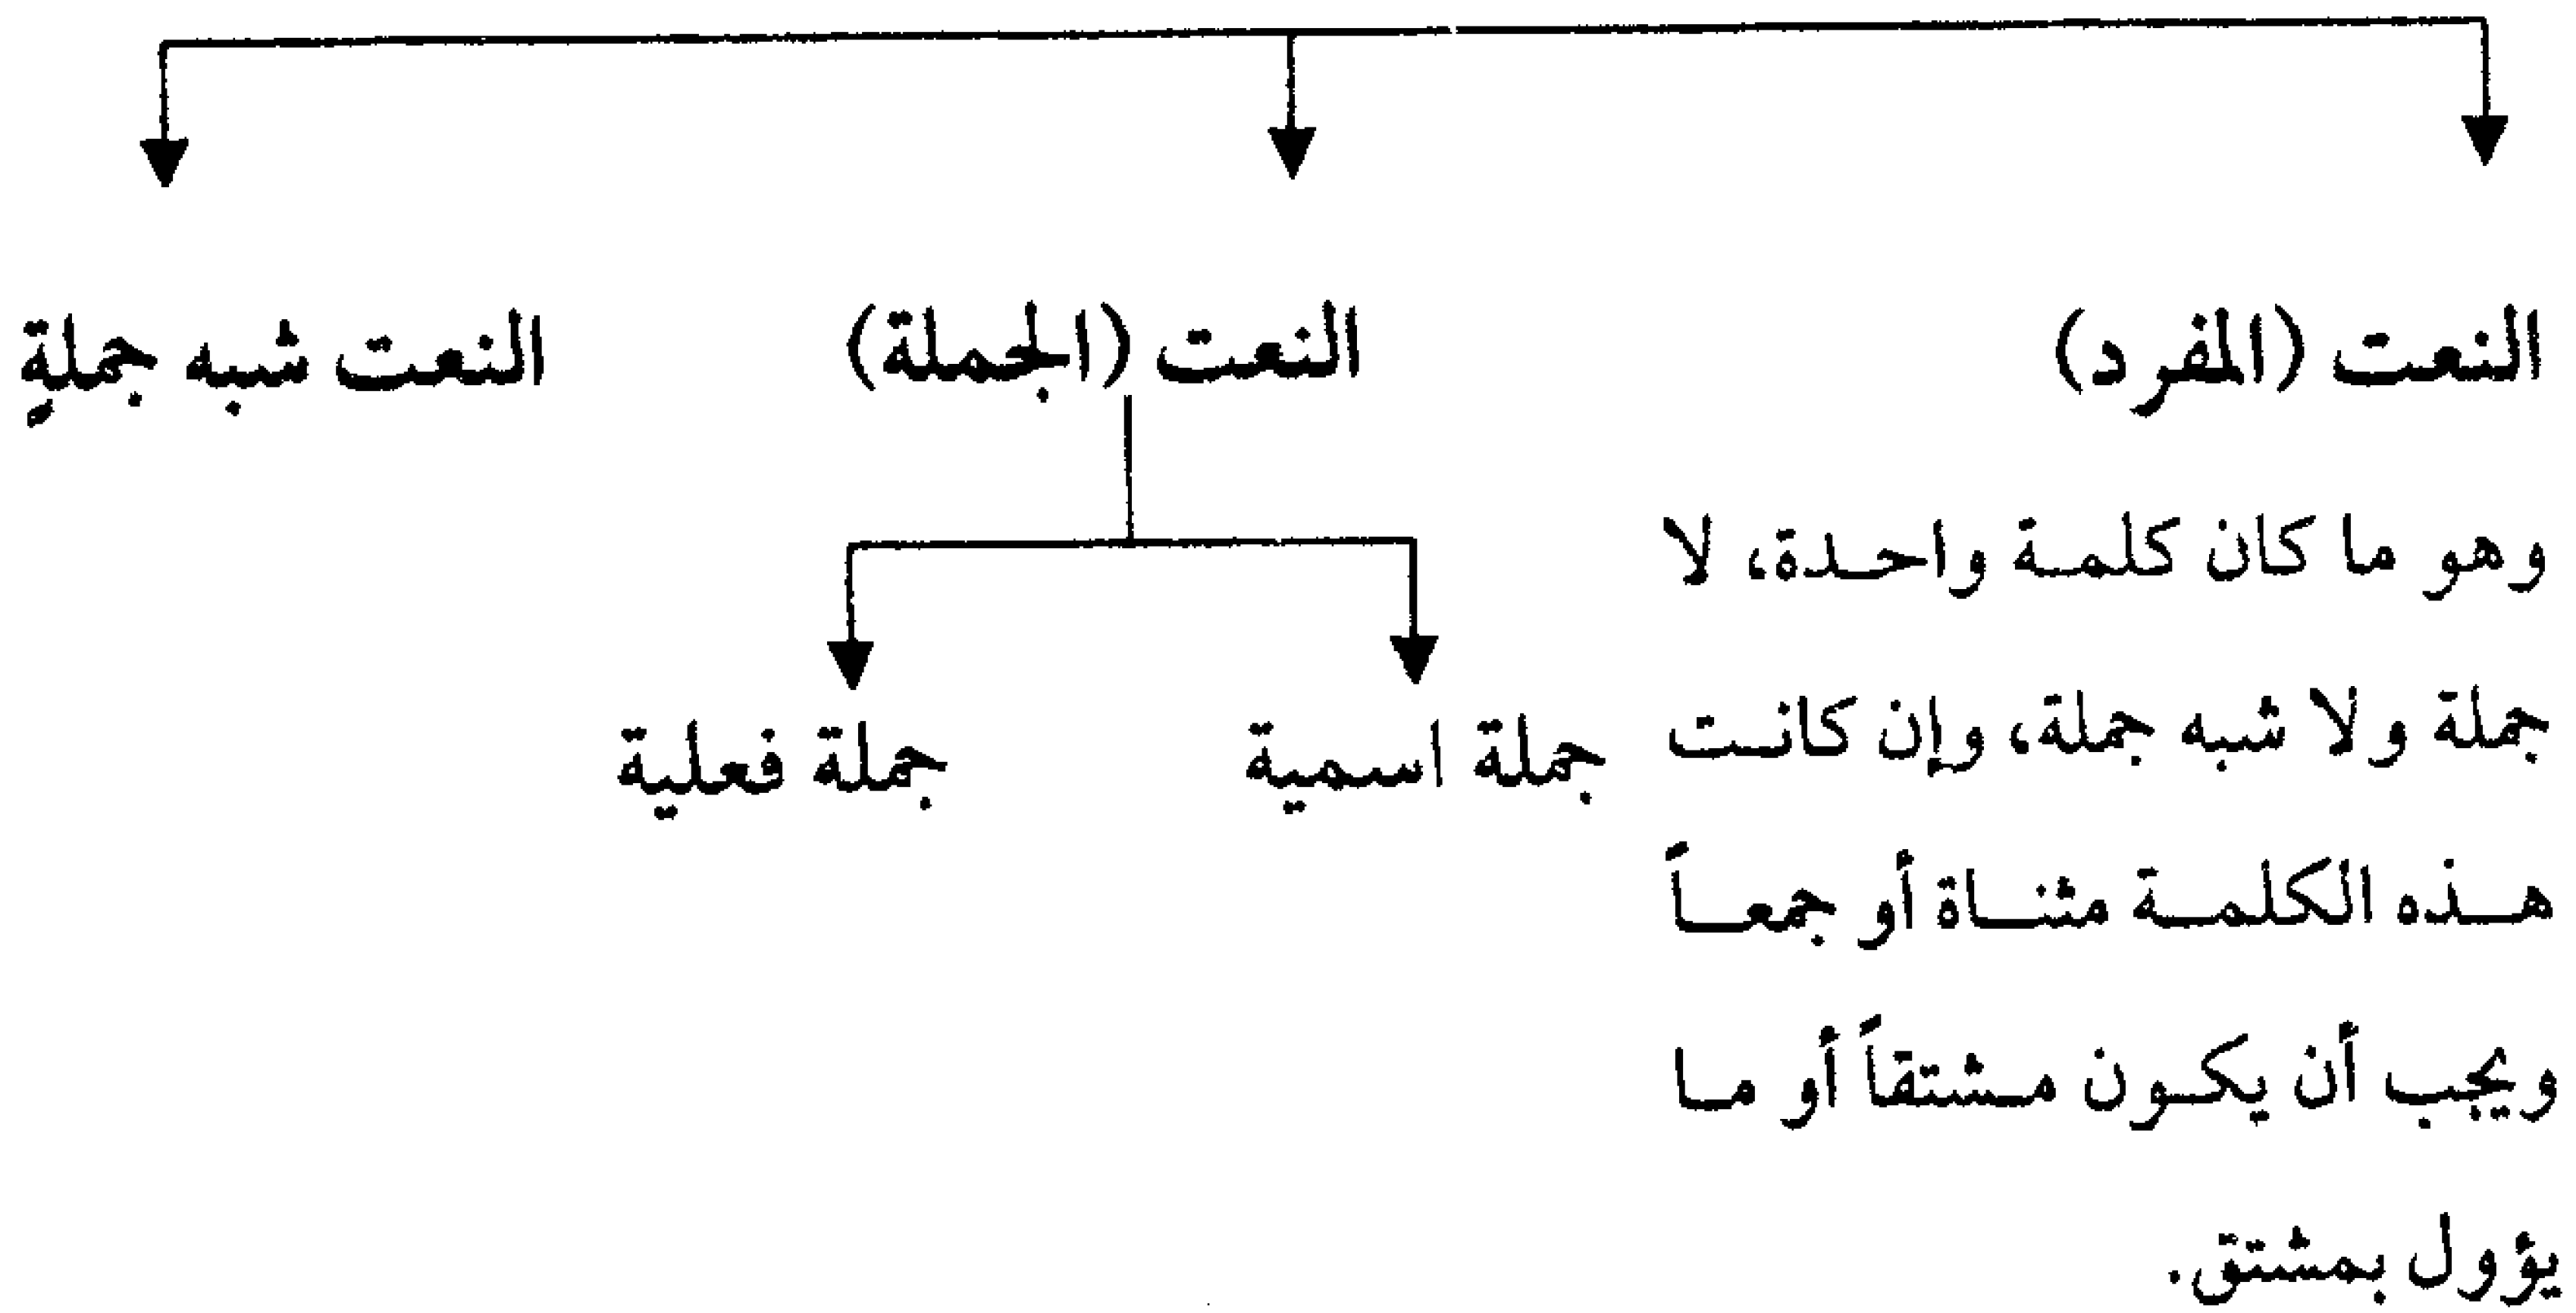 النعت (المفرد)
النعت (الجملة)
النعت شبه جملةٍ
وهو ما كان كلمة واحدة، لا
جملة ولا شبه جملة، وإن كانت
هذه الكلمة مثناة أو جمعاً
ويجب أن يكون مشتقاً أو ما
يؤول بمشتق.
جملة اسمية
جملة فعلية